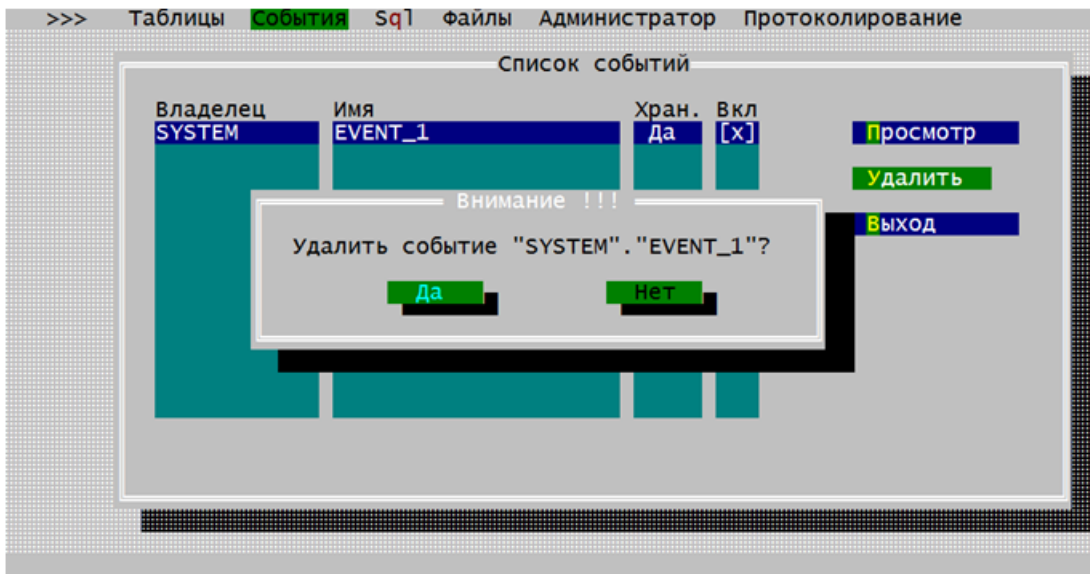 >>> Таблицы События Sql Файлы Администратор Протоколирование
Список событий
Владелец Имя Хран. Вкл
SYSTEM EVENT_1 Да [x] Просмотр
Удалить
Внимание !!!
Выход
Удалить событие "SYSTEM"."EVENT_1"?
Да Нет